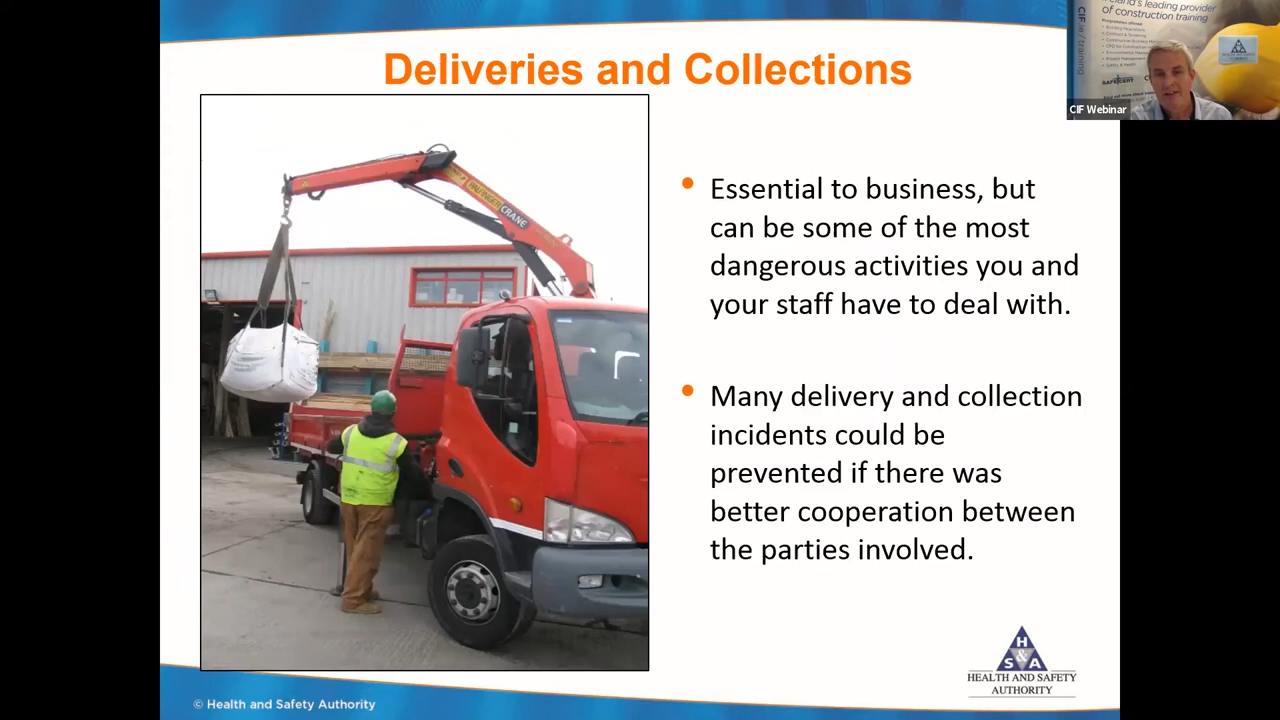 Deliveries and Collections
• Essential to business, but
can be some of the most
dangerous activities you and
your staff have to deal with.
• Many delivery and collection
incidents could be
prevented if there was
better cooperation between
the parties involved.
CRANE
H
S & A
HEALTH AND SAFETY
AUTHORITY
© Health and Safety Authority
leading provider
of construction training
CIF Webinar